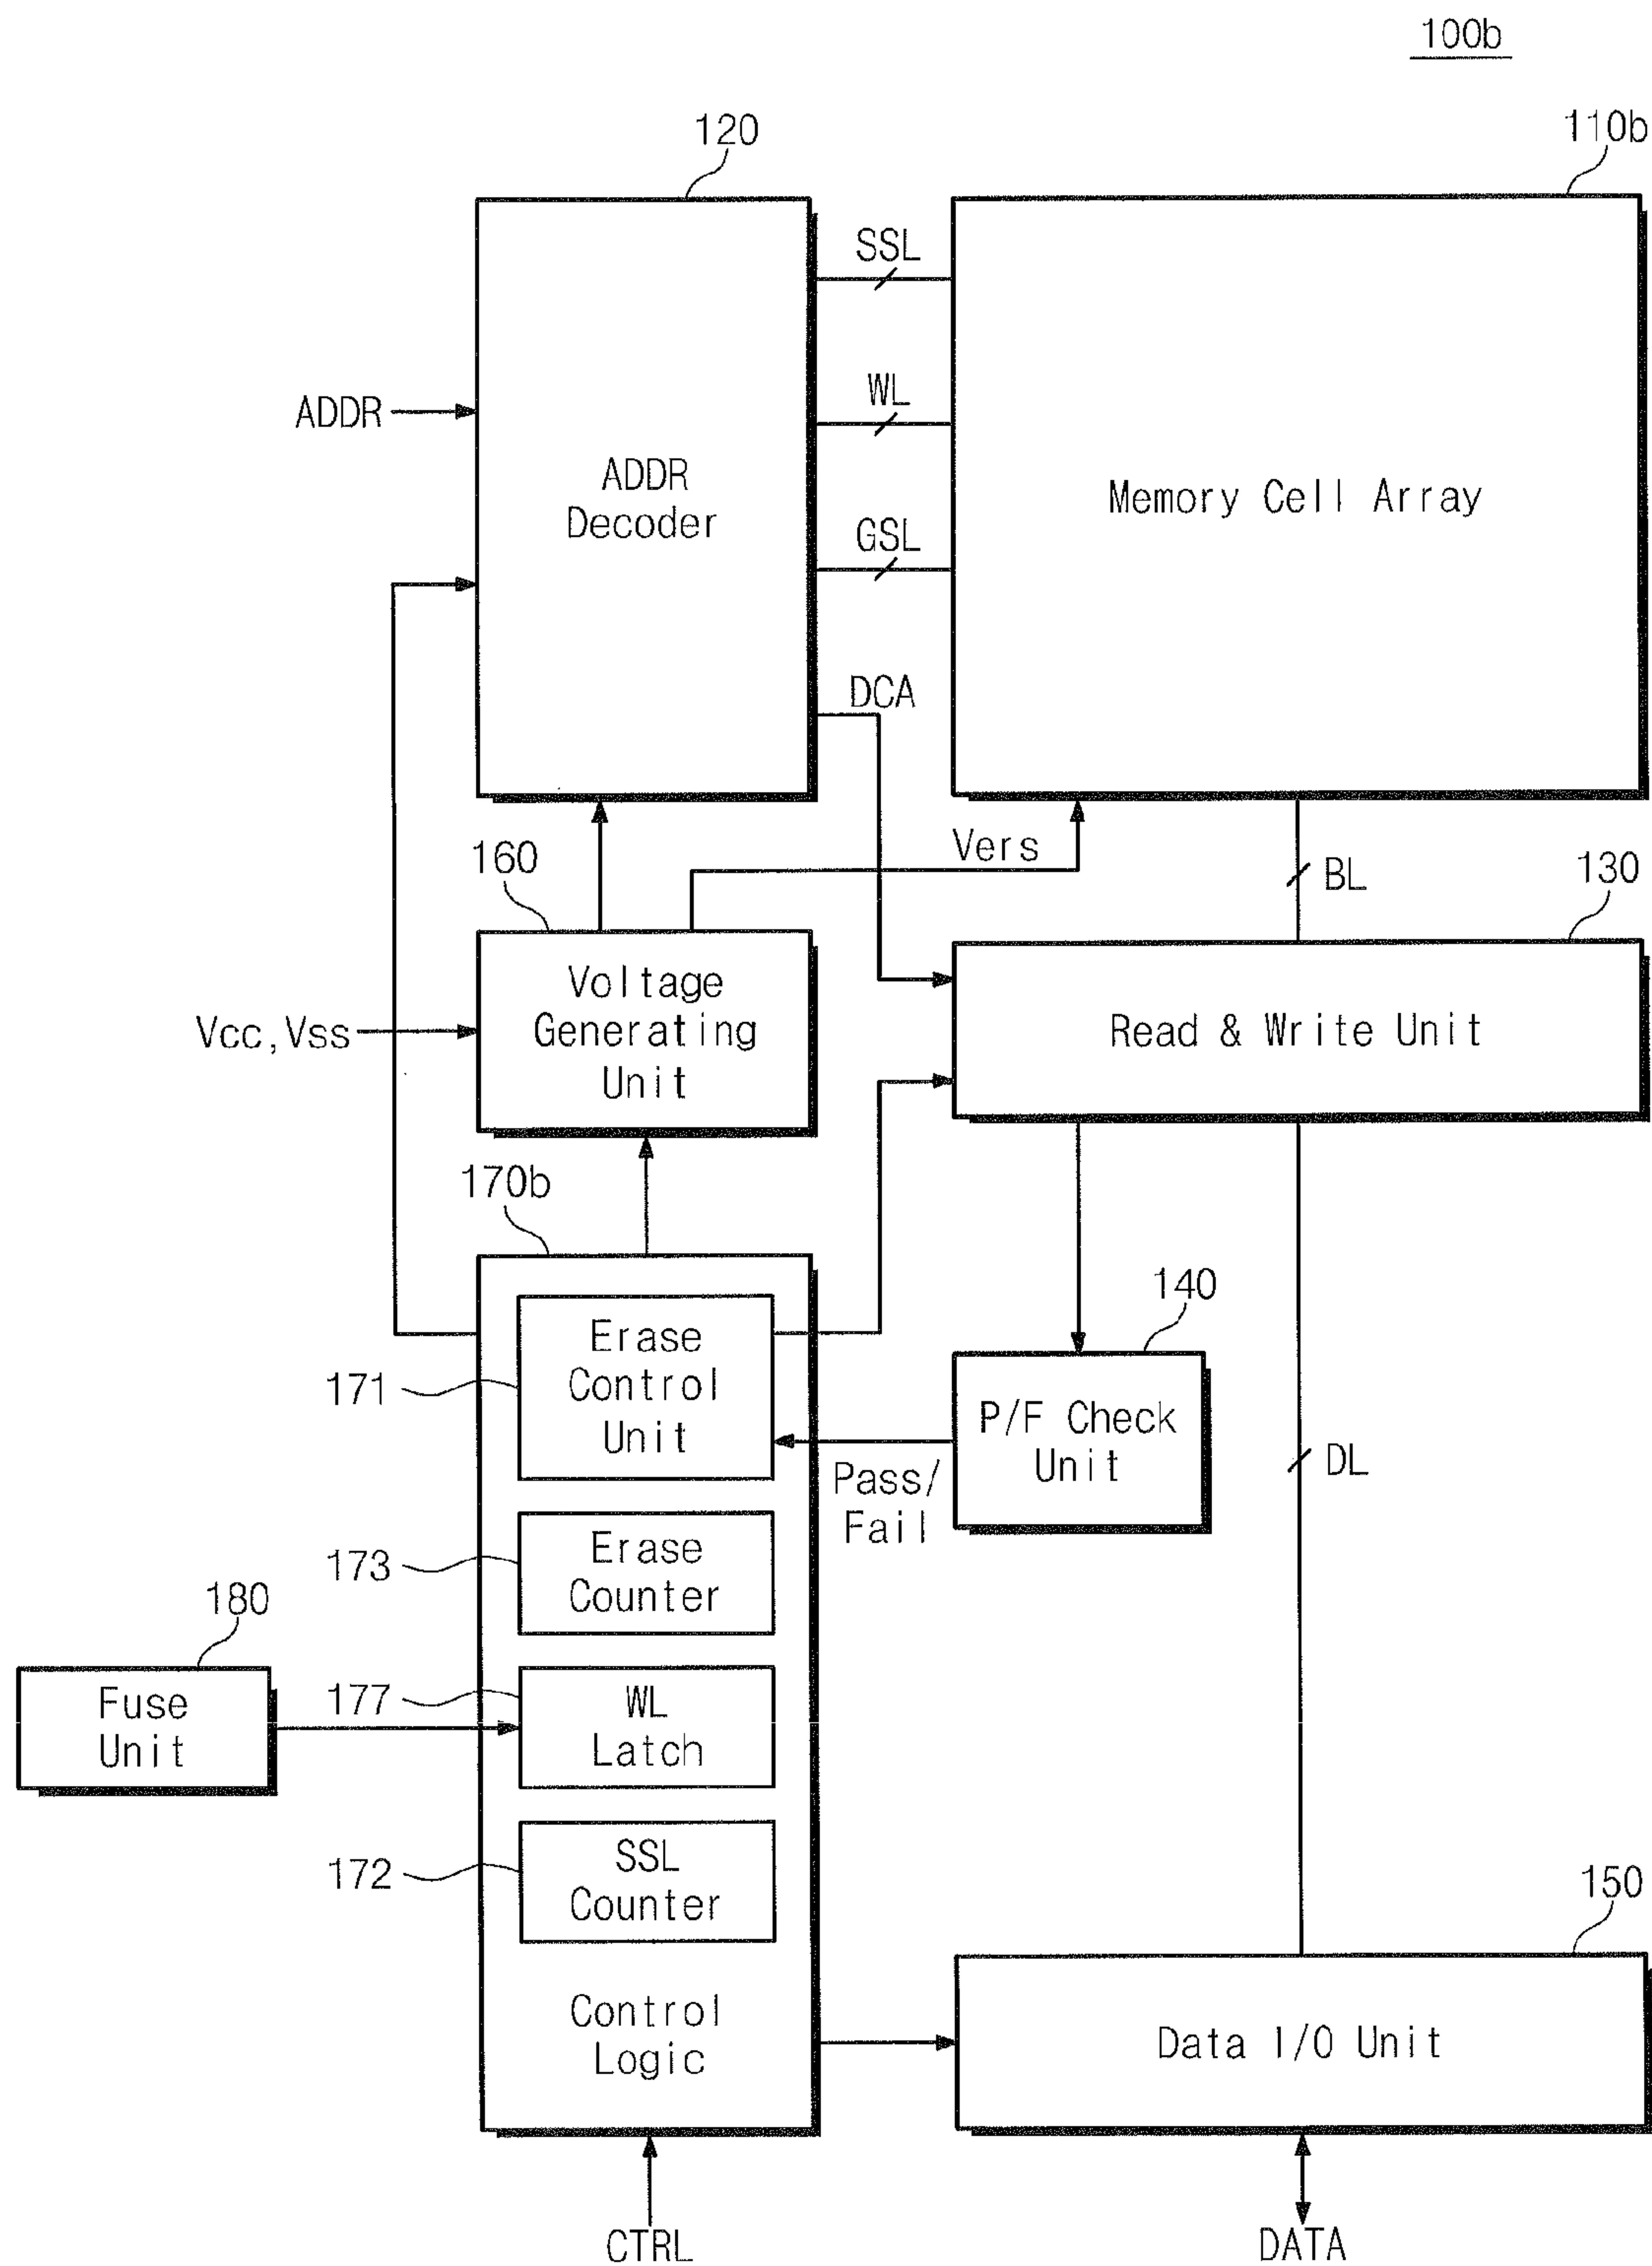 100b
120
110b
SSL
WL
ADDR
ADDR
Decoder
Memory Cell Array
GSL
DCA
160
Vers
BL
130
Voltage
Generating
Unit
Vcc,Vss
Read & Write Unit
170b
140
Erase
Control
Unit
171
P/F Check
Unit
Pass/
Fail
DL
Erase
Counter
173
180
Fuse
Unit
177
WL
Latch
SSL
Counter
172
150
Control
Logic
Data I/O Unit
CTRL
DATA